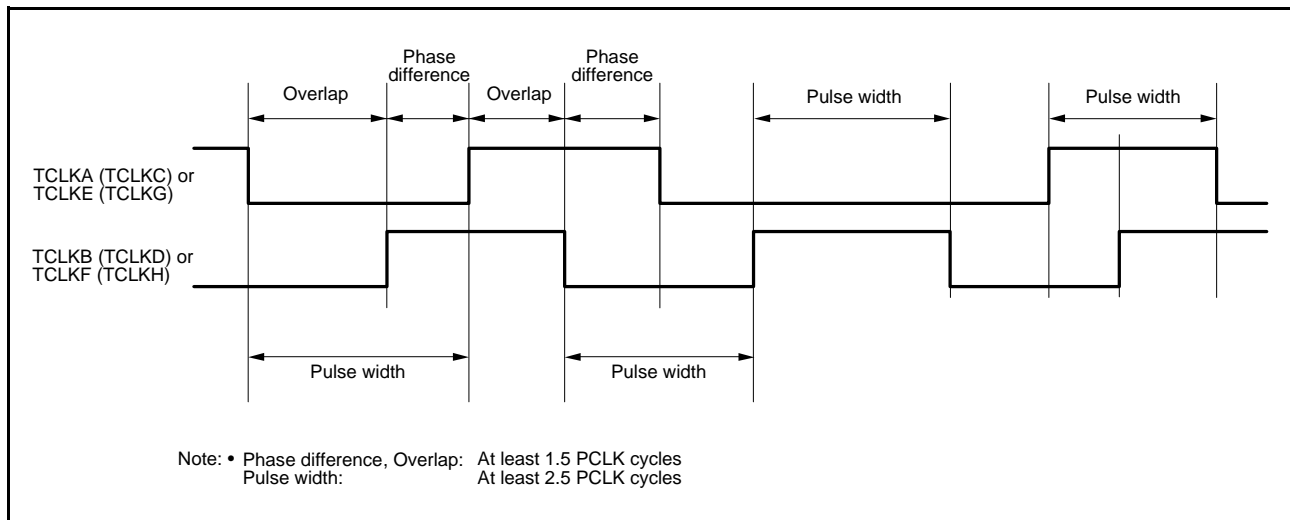 Phase
difference
Phase
difference
Overlap
Overlap
Pulse width
Pulse width
TCLKA (TCLKC) or
TCLKE (TCLKG)
TCLKB (TCLKD) or
TCLKF (TCLKH)
Pulse width
Pulse width
Note: • Phase difference, Overlap: At least 1.5 PCLK cycles
Pulse width: At least 2.5 PCLK cycles